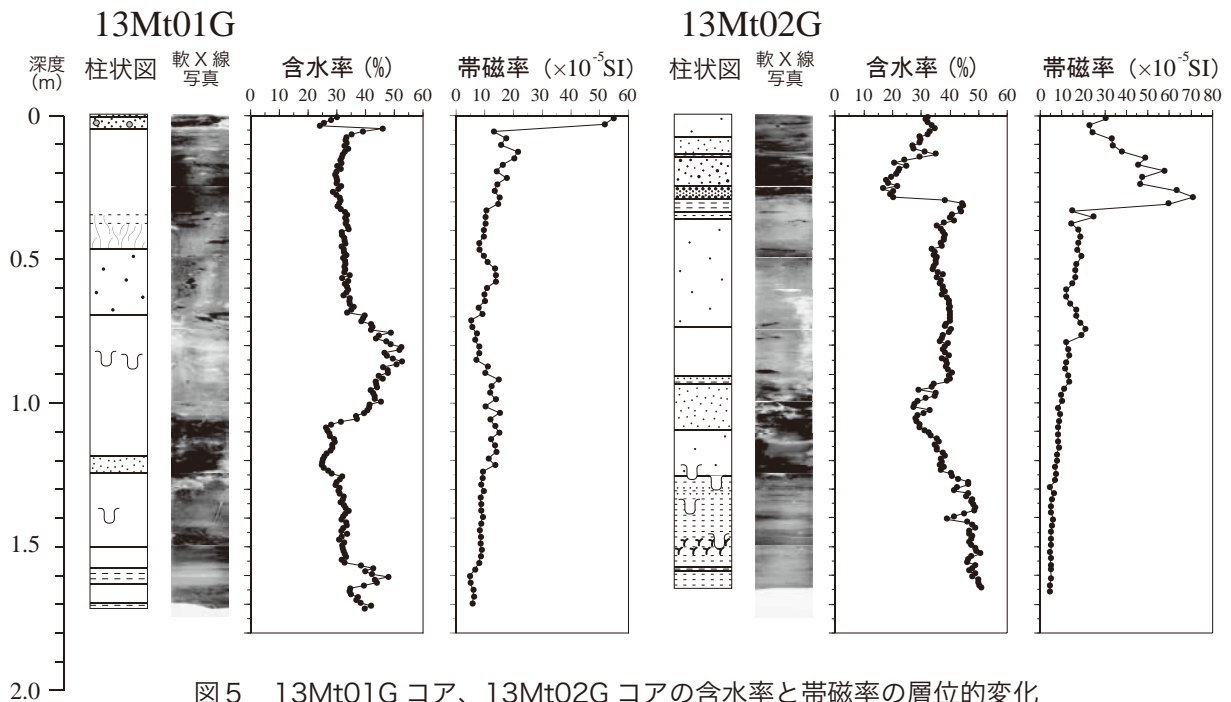 13Mt01G
13Mt02G
深度
(m)
柱状図
軟X線
写真
含水率 (%)
帯磁率 (×10⁻⁵SI)
柱状図
軟X線
写真
含水率 (%)
帯磁率 (×10⁻⁵SI)
0 10 20 30 40 50 60
0 10 20 30 40 50 60
0 10 20 30 40 50 60
0 10 20 30 40 50 60 70 80
0
0.5
1.0
1.5
2.0
図5 13Mt01G コア、13Mt02G コアの含水率と帯磁率の層位的変化